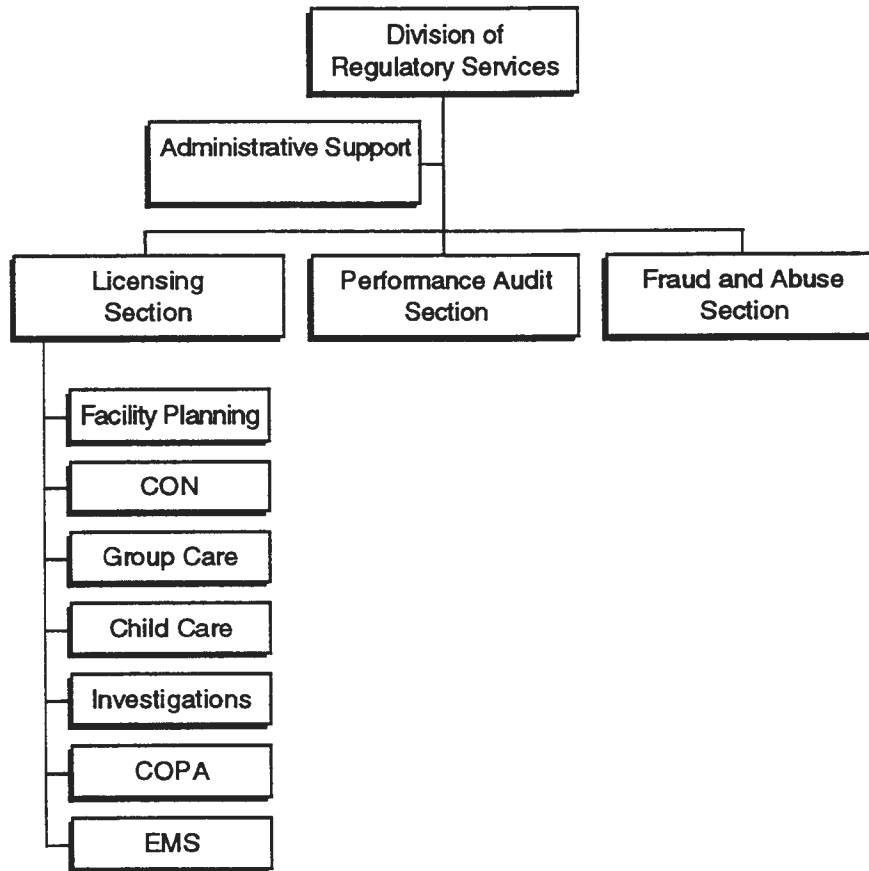 Division of
Regulatory Services
Administrative Support
Licensing
Section
Performance Audit
Section
Fraud and Abuse
Section
Facility Planning
CON
Group Care
Child Care
Investigations
COPA
EMS